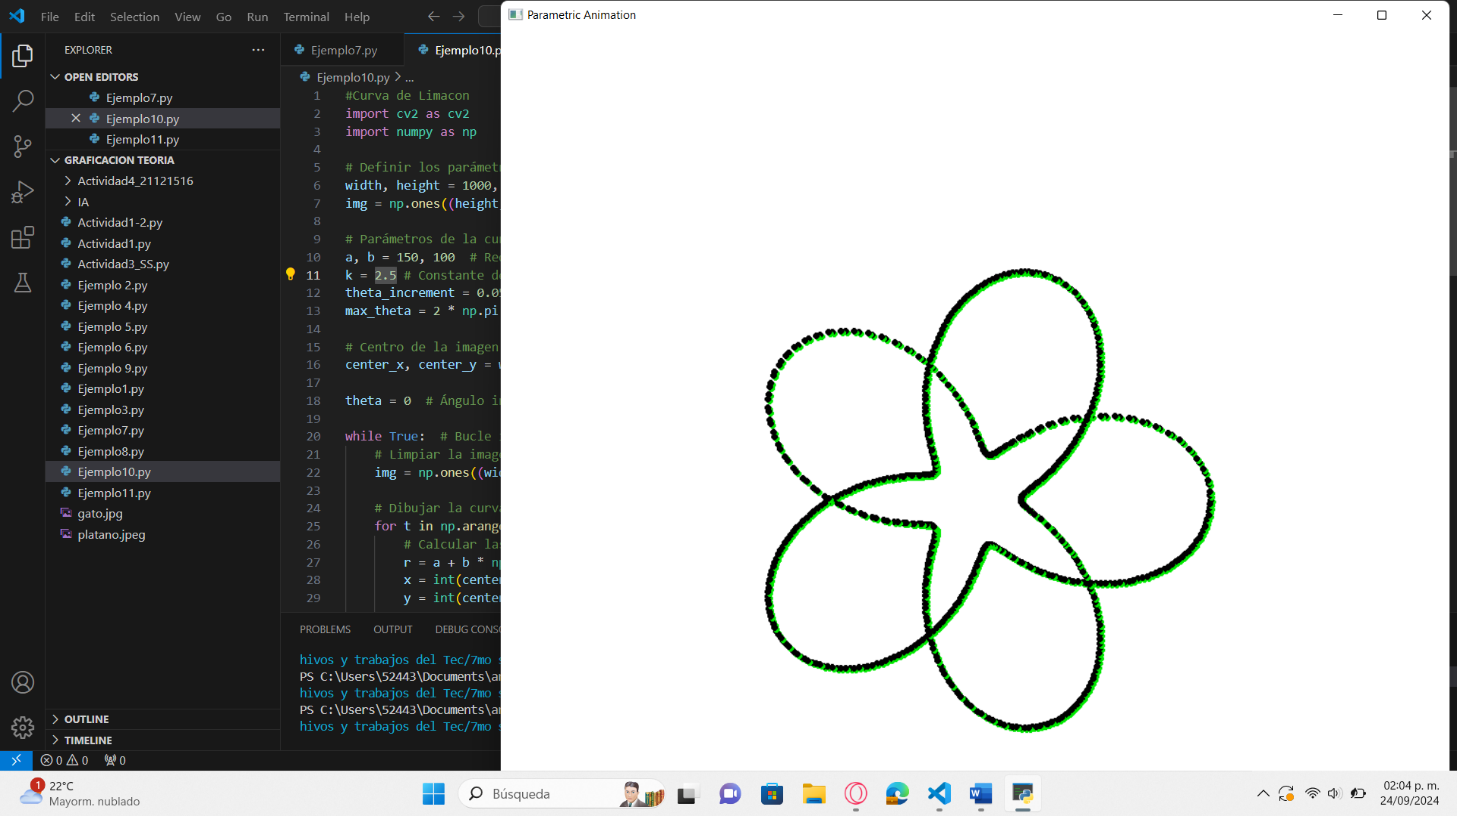 File Edit Selection View Go Run Terminal Help
Parametric Animation
EXPLORER
OPEN EDITORS
Ejemplo7.py
Ejemplo10.py
Ejemplo11.py
GRAFICACION TEORIA
Actividad4_21121516
IA
Actividad1-2.py
Actividad1.py
Actividad3_SS.py
Ejemplo 2.py
Ejemplo 4.py
Ejemplo 5.py
Ejemplo 6.py
Ejemplo 9.py
Ejemplo1.py
Ejemplo3.py
Ejemplo7.py
Ejemplo8.py
Ejemplo10.py
Ejemplo11.py
gato.jpg
platano.jpeg
OUTLINE
TIMELINE
Ejemplo7.py Ejemplo10.p
Ejemplo10.py > ...
1 #Curva de Limacon
2 import cv2 as cv2
3 import numpy as np
4
5 # Definir los parámetr
6 width, height = 1000,
7 img = np.ones((height
8
9 # Parámetros de la cu
10 a, b = 150, 100 # Re
11 k = 2.5 # Constante d
12 theta_increment = 0.0
13 max_theta = 2 * np.pi
14
15 # Centro de la imagen
16 center_x, center_y =
17
18 theta = 0 # Ángulo i
19
20 while True: # Bucle
21 # Limpiar la image
22 img = np.ones((wi
23
24 # Dibujar la curv
25 for t in np.arang
26 # Calcular la
27 r = a + b * n
28 x = int(cente
29 y = int(cente
PROBLEMS OUTPUT DEBUG CONS
hivos y trabajos del Tec/7mo s
PS C:\Users\52443\Documents\a
hivos y trabajos del Tec/7mo s
PS C:\Users\52443\Documents\a
hivos y trabajos del Tec/7mo s
0 0 0
1
22°C
Mayorm. nublado
Búsqueda
02:04 p. m.
24/09/2024